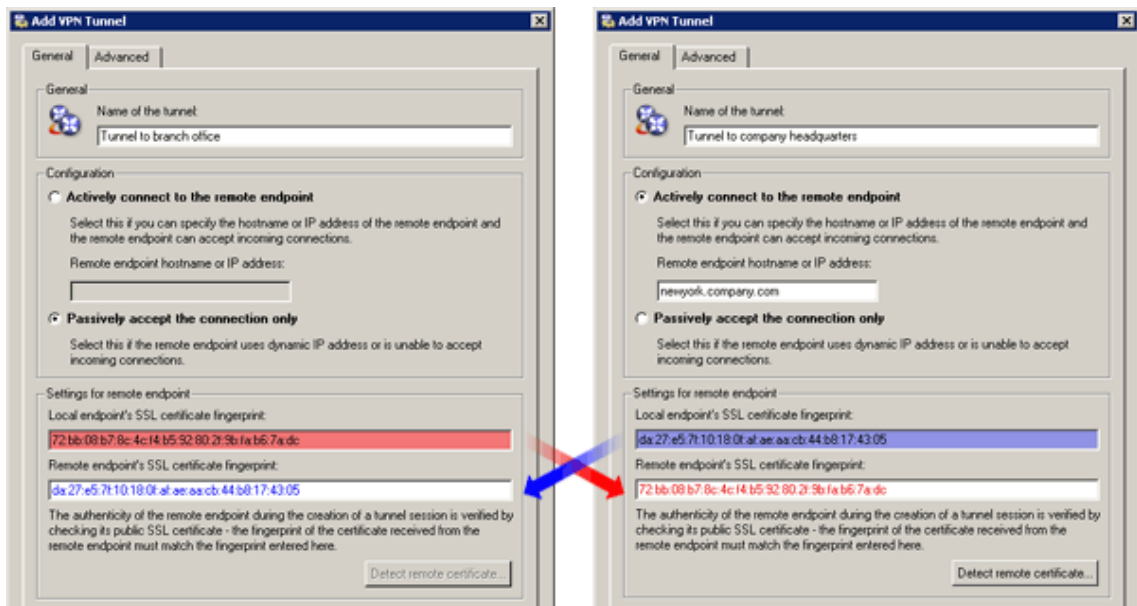 Add VPN Tunnel
General
Advanced
General
Name of the tunnel:
Tunnel to branch office
Configuration
Actively connect to the remote endpoint
Select this if you can specify the hostname or IP address of the remote endpoint and
the remote endpoint can accept incoming connections.
Remote endpoint hostname or IP address:
Passively accept the connection only
Select this if the remote endpoint uses dynamic IP address or is unable to accept
incoming connections.
Settings for remote endpoint
Local endpoint's SSL certificate fingerprint:
72:bb:08:b7:8c:4c:f4:b5:92:80:2f:9b:fa:b6:7a:dc
Remote endpoint's SSL certificate fingerprint:
da:27:e5:7f:10:18:0f:af:ae:aa:cb:44:b8:17:43:05
The authenticity of the remote endpoint during the creation of a tunnel session is verified by
checking its public SSL certificate - the fingerprint of the certificate received from the
remote endpoint must match the fingerprint entered here.
Detect remote certificate...
Add VPN Tunnel
General
Advanced
General
Name of the tunnel:
Tunnel to company headquarters
Configuration
Actively connect to the remote endpoint
Select this if you can specify the hostname or IP address of the remote endpoint and
the remote endpoint can accept incoming connections.
Remote endpoint hostname or IP address:
newyork.company.com
Passively accept the connection only
Select this if the remote endpoint uses dynamic IP address or is unable to accept
incoming connections.
Settings for remote endpoint
Local endpoint's SSL certificate fingerprint:
da:27:e5:7f:10:18:0f:af:ae:aa:cb:44:b8:17:43:05
Remote endpoint's SSL certificate fingerprint:
72:bb:08:b7:8c:4c:f4:b5:92:80:2f:9b:fa:b6:7a:dc
The authenticity of the remote endpoint during the creation of a tunnel session is verified by
checking its public SSL certificate - the fingerprint of the certificate received from the
remote endpoint must match the fingerprint entered here.
Detect remote certificate...